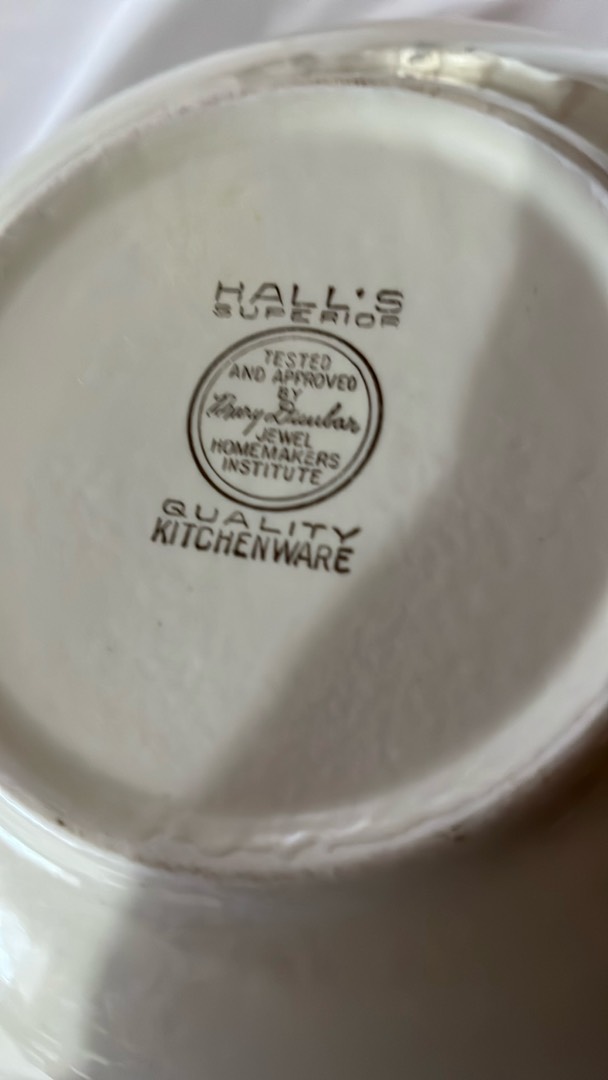 HALL'S
SUPERIOR
TESTED
AND APPROVED
BY
Mary Dunbar
JEWEL
HOMEMAKERS
INSTITUTE
QUALITY
KITCHENWARE